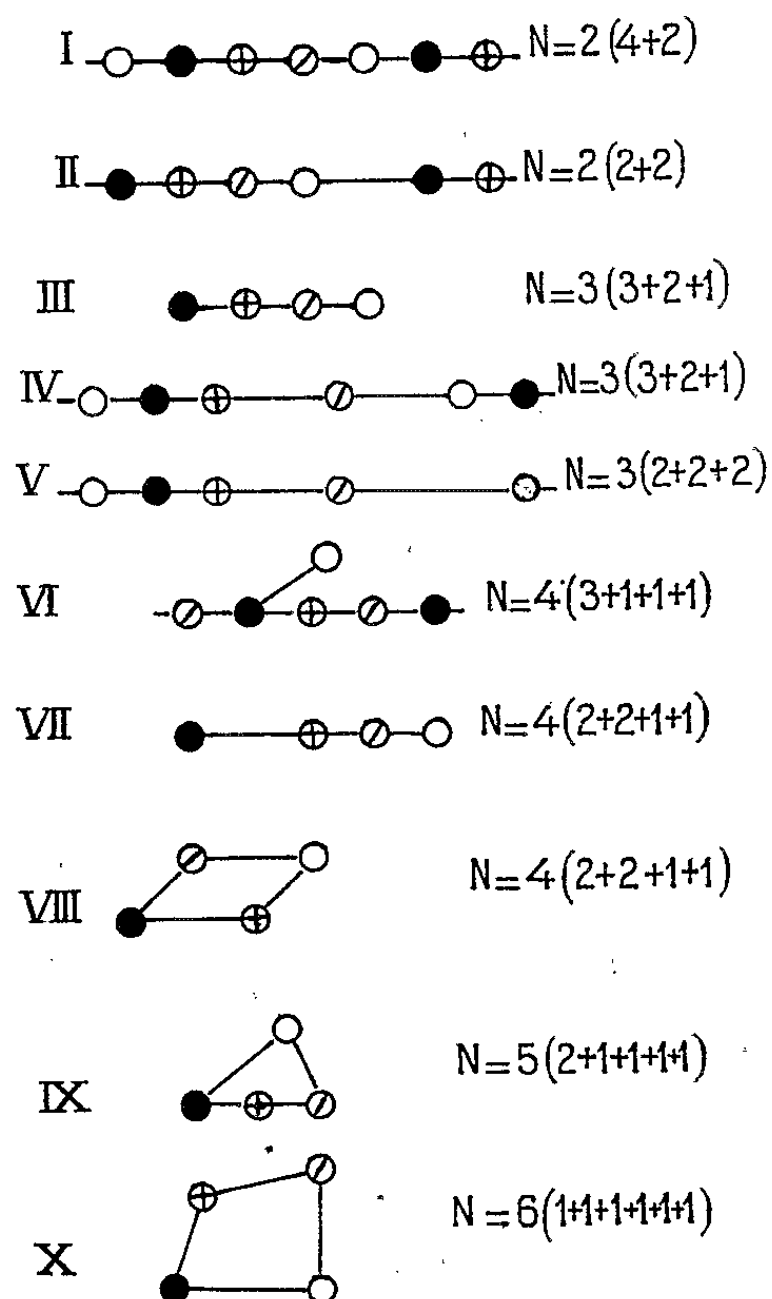 I N=2(4+2)
II N=2(2+2)
III N=3(3+2+1)
IV N=3(3+2+1)
V N=3(2+2+2)
VI N=4(3+1+1+1)
VII N=4(2+2+1+1)
VIII N=4(2+2+1+1)
IX N=5(2+1+1+1+1)
X N=6(1+1+1+1+1+1)